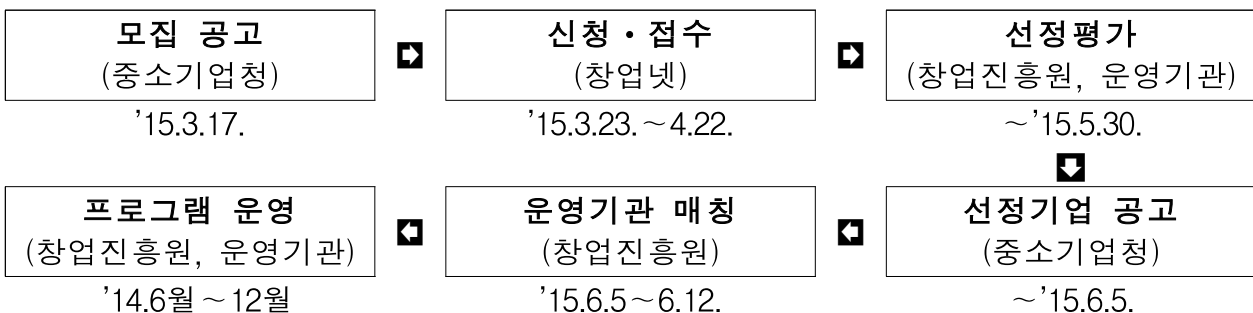 모집 공고
(중소기업청)
'15.3.17.
신청·접수
(창업넷)
'15.3.23.~4.22.
선정평가
(창업진흥원, 운영기관)
~'15.5.30.
선정기업 공고
(중소기업청)
~'15.6.5.
운영기관 매칭
(창업진흥원)
'15.6.5~6.12.
프로그램 운영
(창업진흥원, 운영기관)
'14.6월~12월